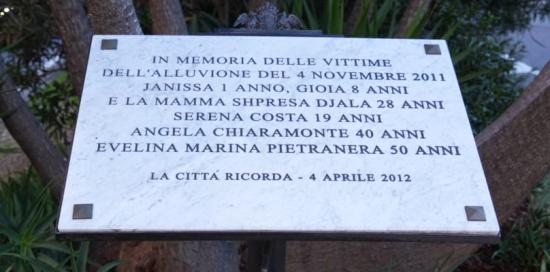 IN MEMORIA DELLE VITTIME
DELL'ALLUVIONE DEL 4 NOVEMBRE 2011
JANISSA 1 ANNO, GIOIA 8 ANNI
E LA MAMMA SHPRESA DJALA 28 ANNI
SERENA COSTA 19 ANNI
ANGELA CHIARAMONTE 40 ANNI
EVELINA MARINA PIETRANERA 50 ANNI
LA CITTÁ RICORDA - 4 APRILE 2012